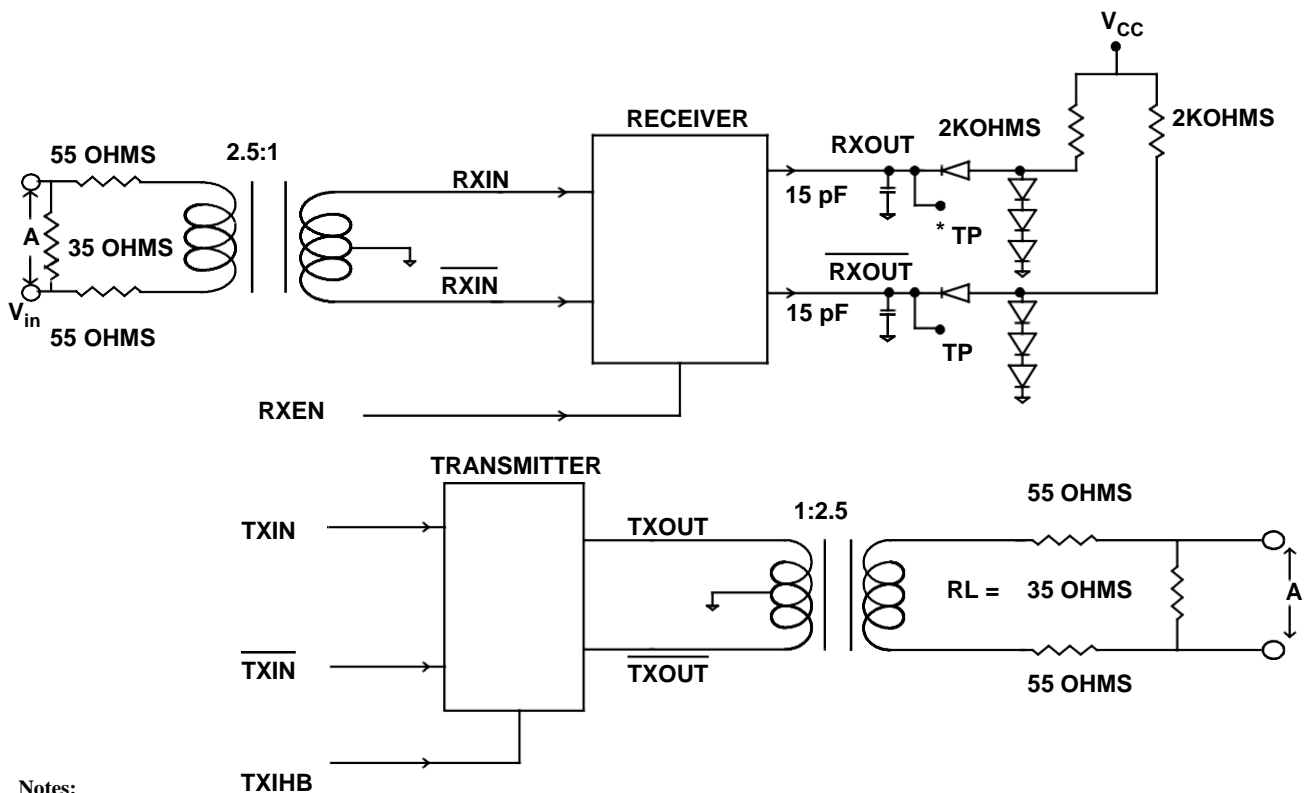 V_CC
RECEIVER
2KOHMS
2KOHMS
55 OHMS
2.5:1
RXOUT
RXIN
15 pF
* TP
A
35 OHMS
RXIN
RXOUT
V_in
15 pF
55 OHMS
TP
RXEN
TRANSMITTER
55 OHMS
1:2.5
TXIN
TXOUT
RL = 35 OHMS
A
TXIN
TXOUT
55 OHMS
Notes:
TXIHB